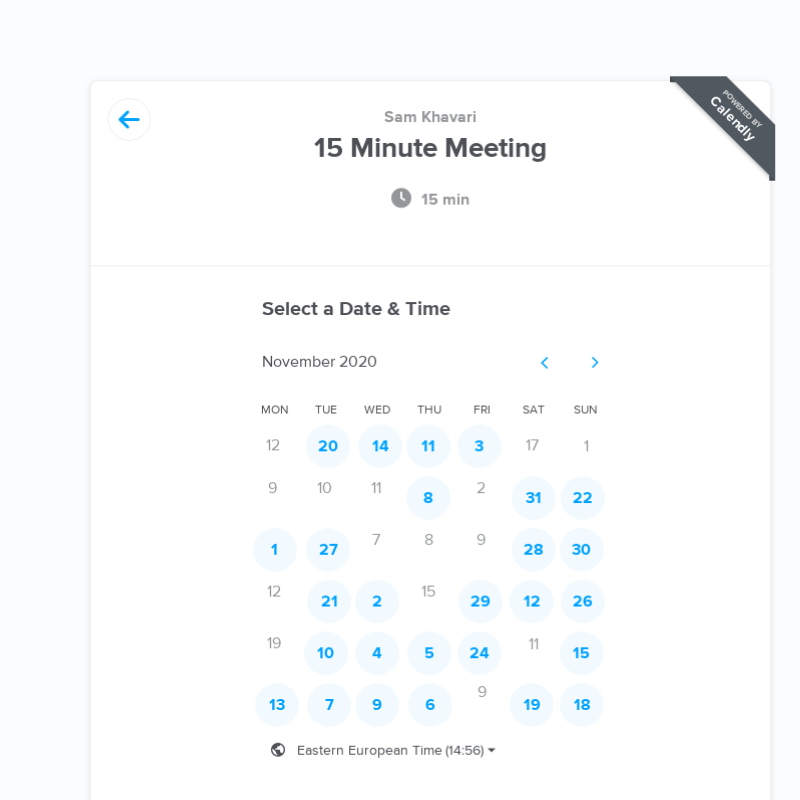 Sam Khavari
POWERED BY
Calendly
15 Minute Meeting
15 min
Select a Date & Time
November 2020
MON TUE WED THU FRI SAT SUN
12 20 14 11 3 17 1
9 10 11 8 2 31 22
1 27 7 8 9 28 30
12 21 2 15 29 12 26
19 10 4 5 24 11 15
13 7 9 6 9 19 18
Eastern European Time (14:56)